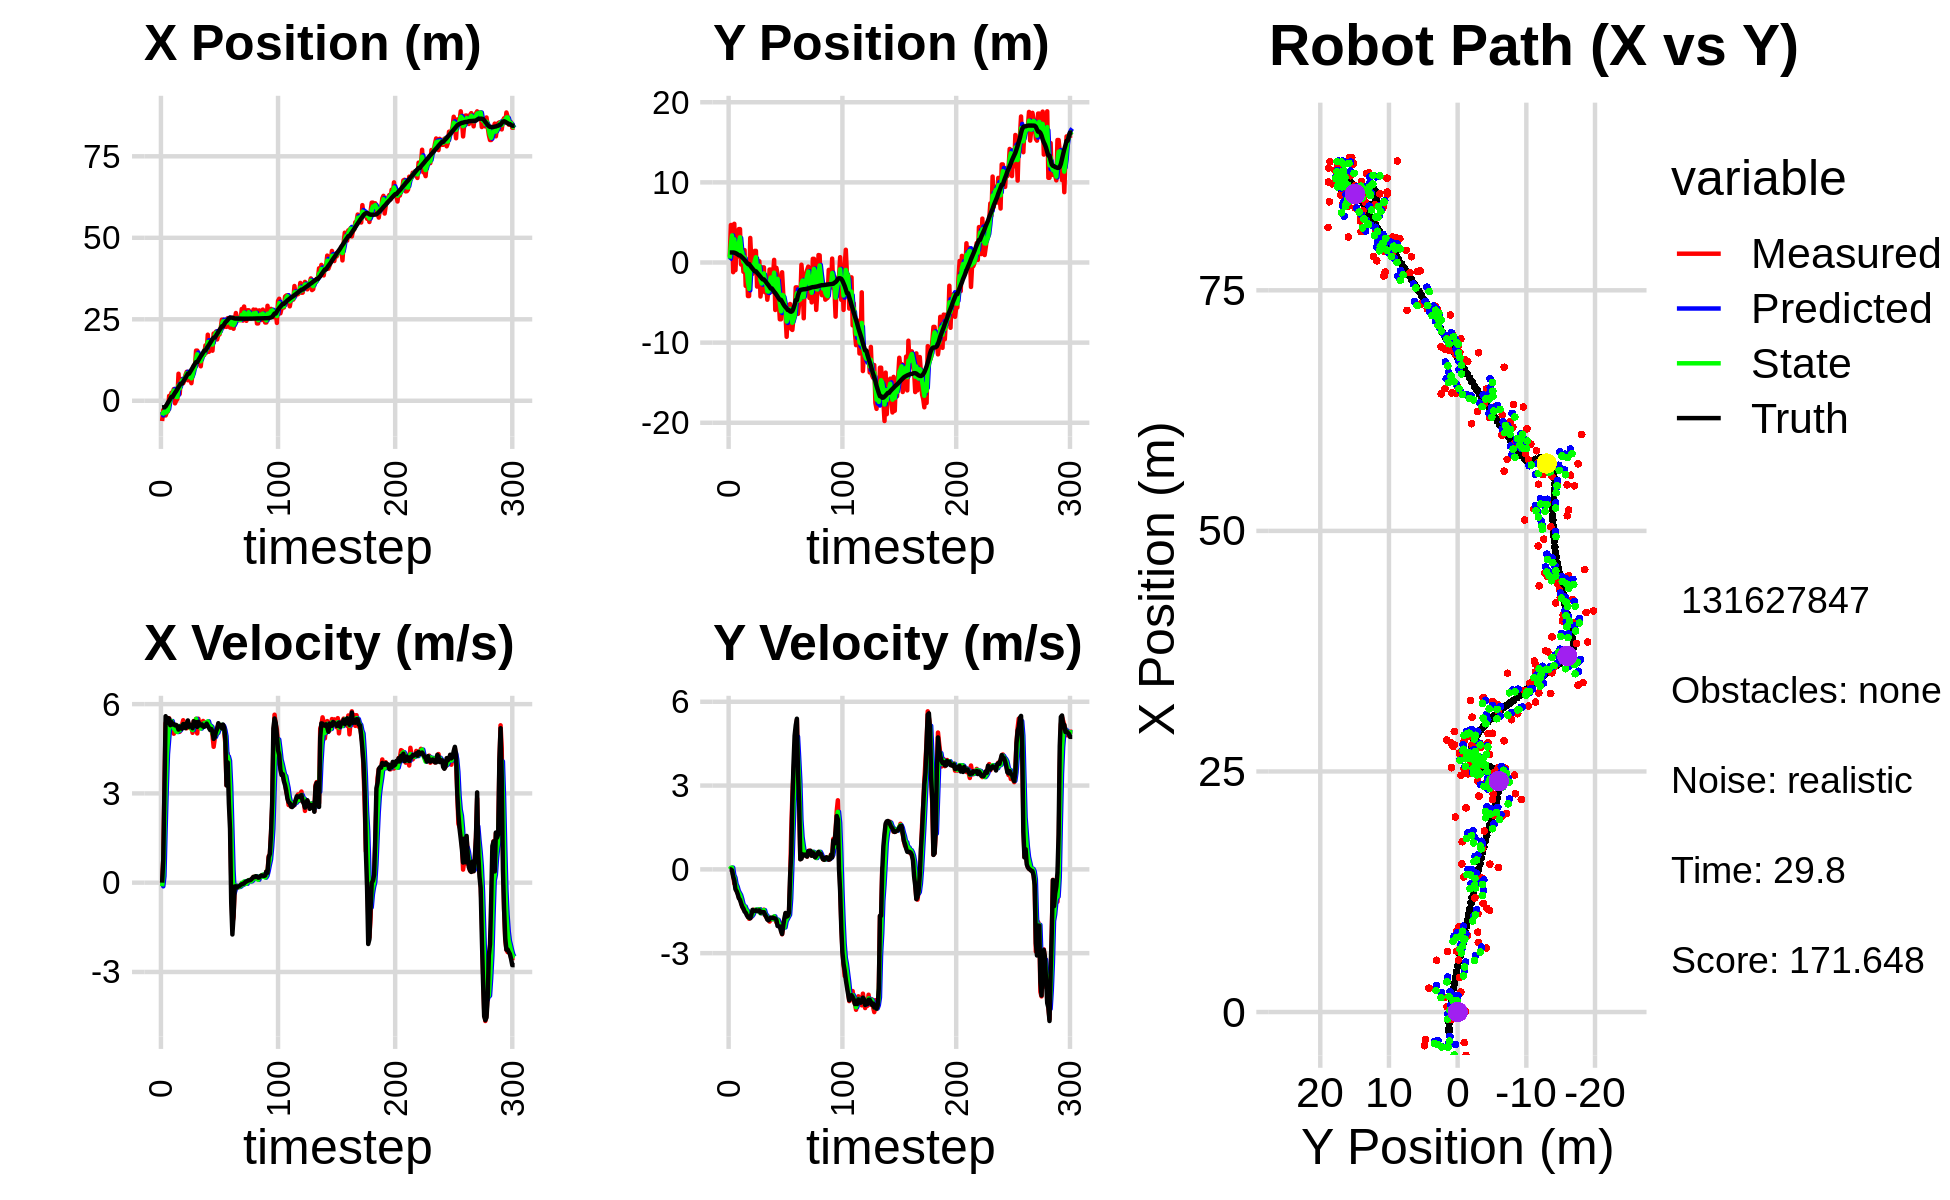 X Position (m)
75
50
25
0
0
100
200
300
timestep
Y Position (m)
20
10
0
-10
-20
0
100
200
300
timestep
X Velocity (m/s)
6
3
0
-3
0
100
200
300
timestep
Y Velocity (m/s)
6
3
0
-3
0
100
200
300
timestep
Robot Path (X vs Y)
X Position (m)
75
50
25
0
20 10 0 -10 -20
Y Position (m)
variable
Measured
Predicted
State
Truth
131627847
Obstacles: none
Noise: realistic
Time: 29.8
Score: 171.648